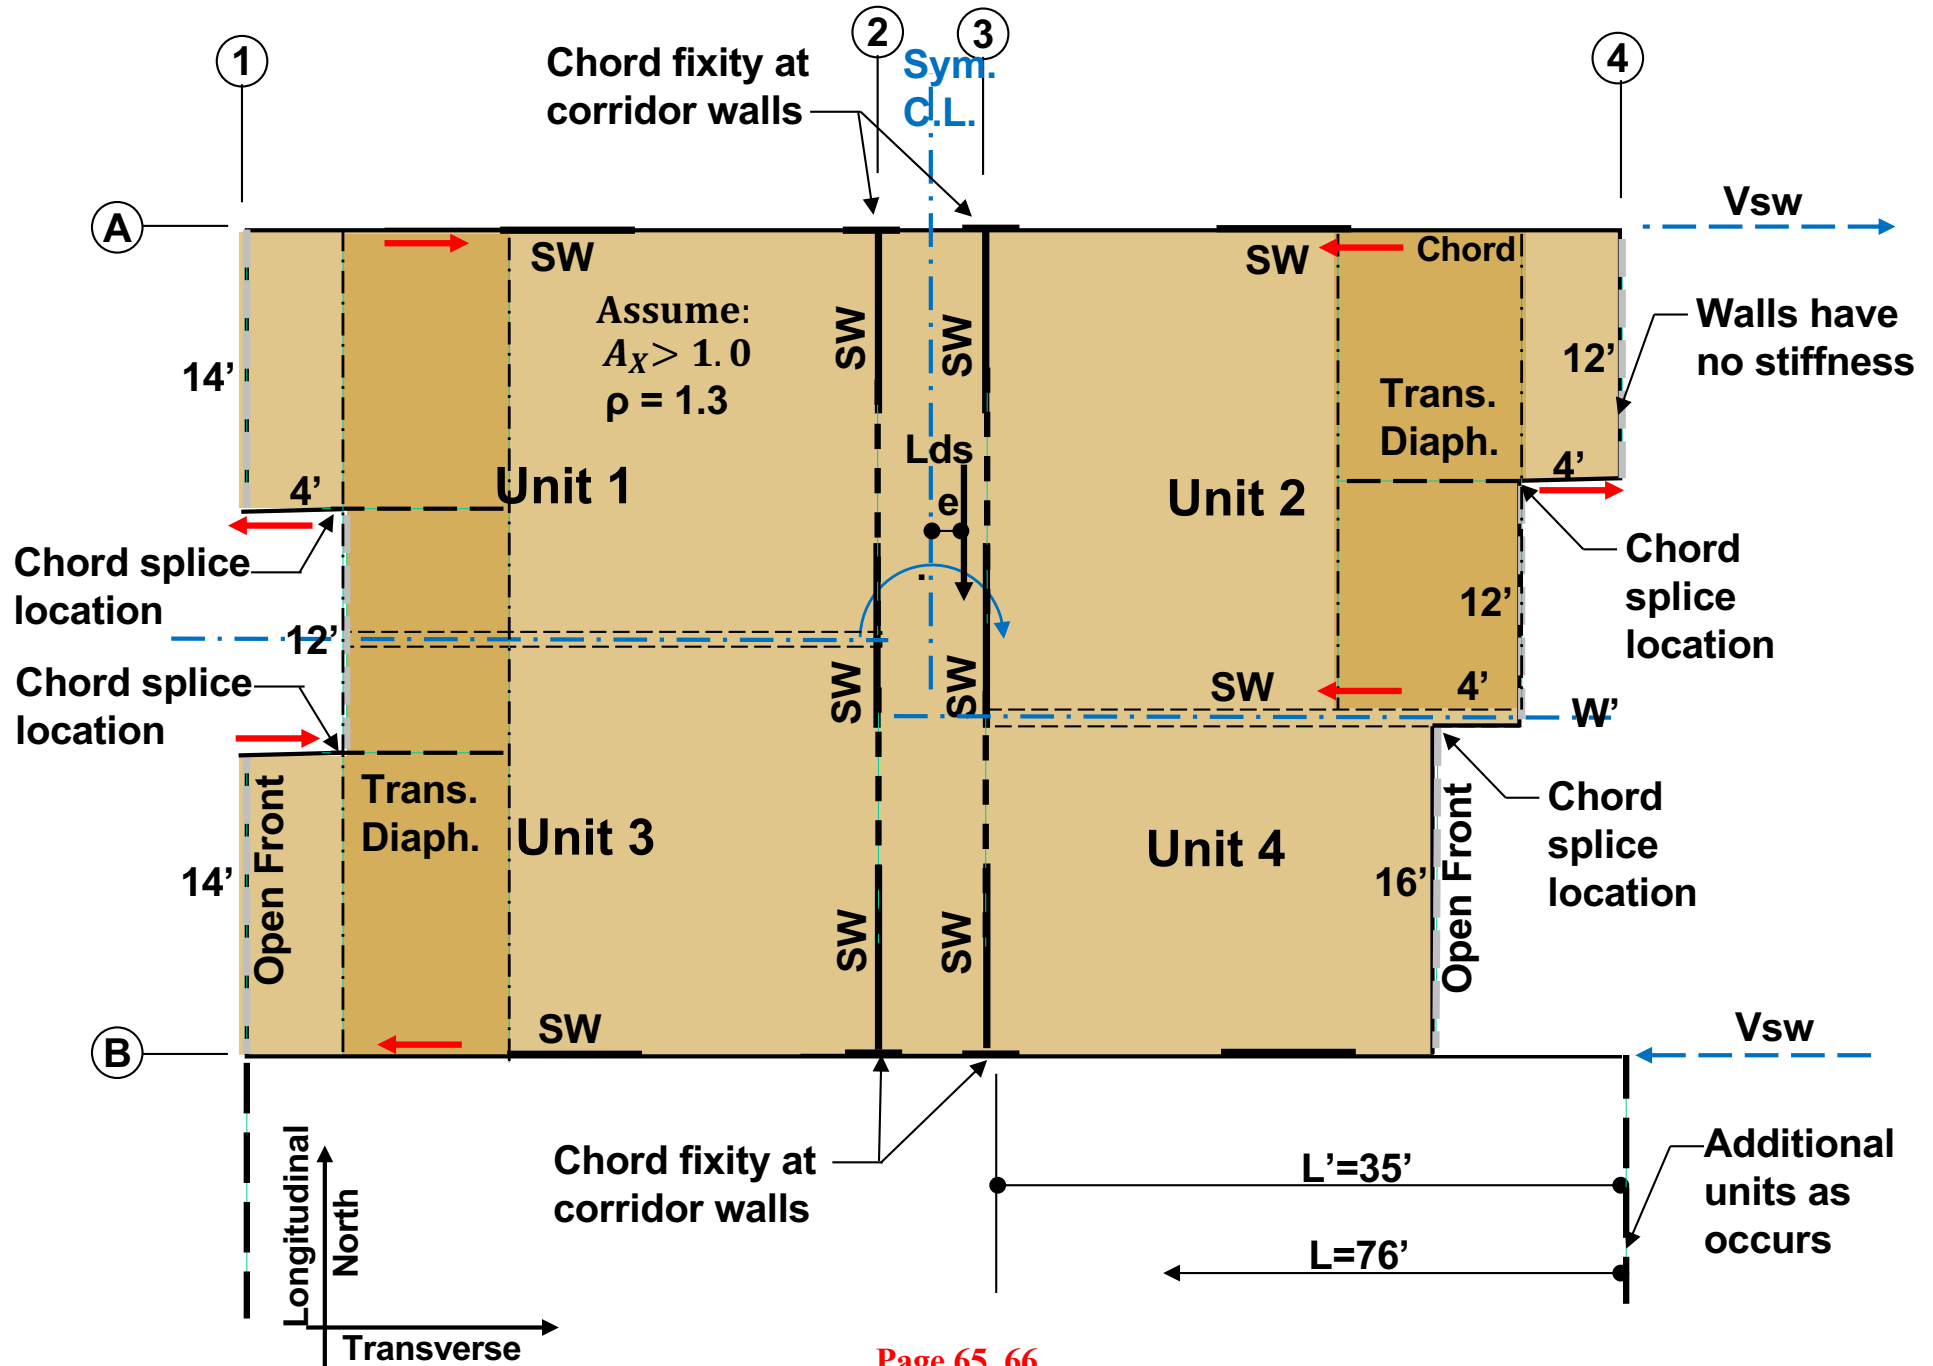 1
2
3
4
Chord fixity at
corridor walls
Sym.
C.L.
A
Vsw
SW
SW
Chord
Assume:
A_X > 1.0
ρ = 1.3
SW
SW
14’
12’
Walls have
no stiffness
Trans.
Diaph.
Lds
e
.
4’
Unit 1
Unit 2
4’
Chord splice
location
Chord
splice
location
12’
12’
Chord splice
location
SW
SW
SW
4’
W’
Open Front
Trans.
Diaph.
Unit 3
Unit 4
14’
16’
Open Front
Chord
splice
location
SW
SW
SW
B
Vsw
Longitudinal
North
Transverse
Chord fixity at
corridor walls
L’=35’
L=76’
Additional
units as
occurs
Page 65, 66